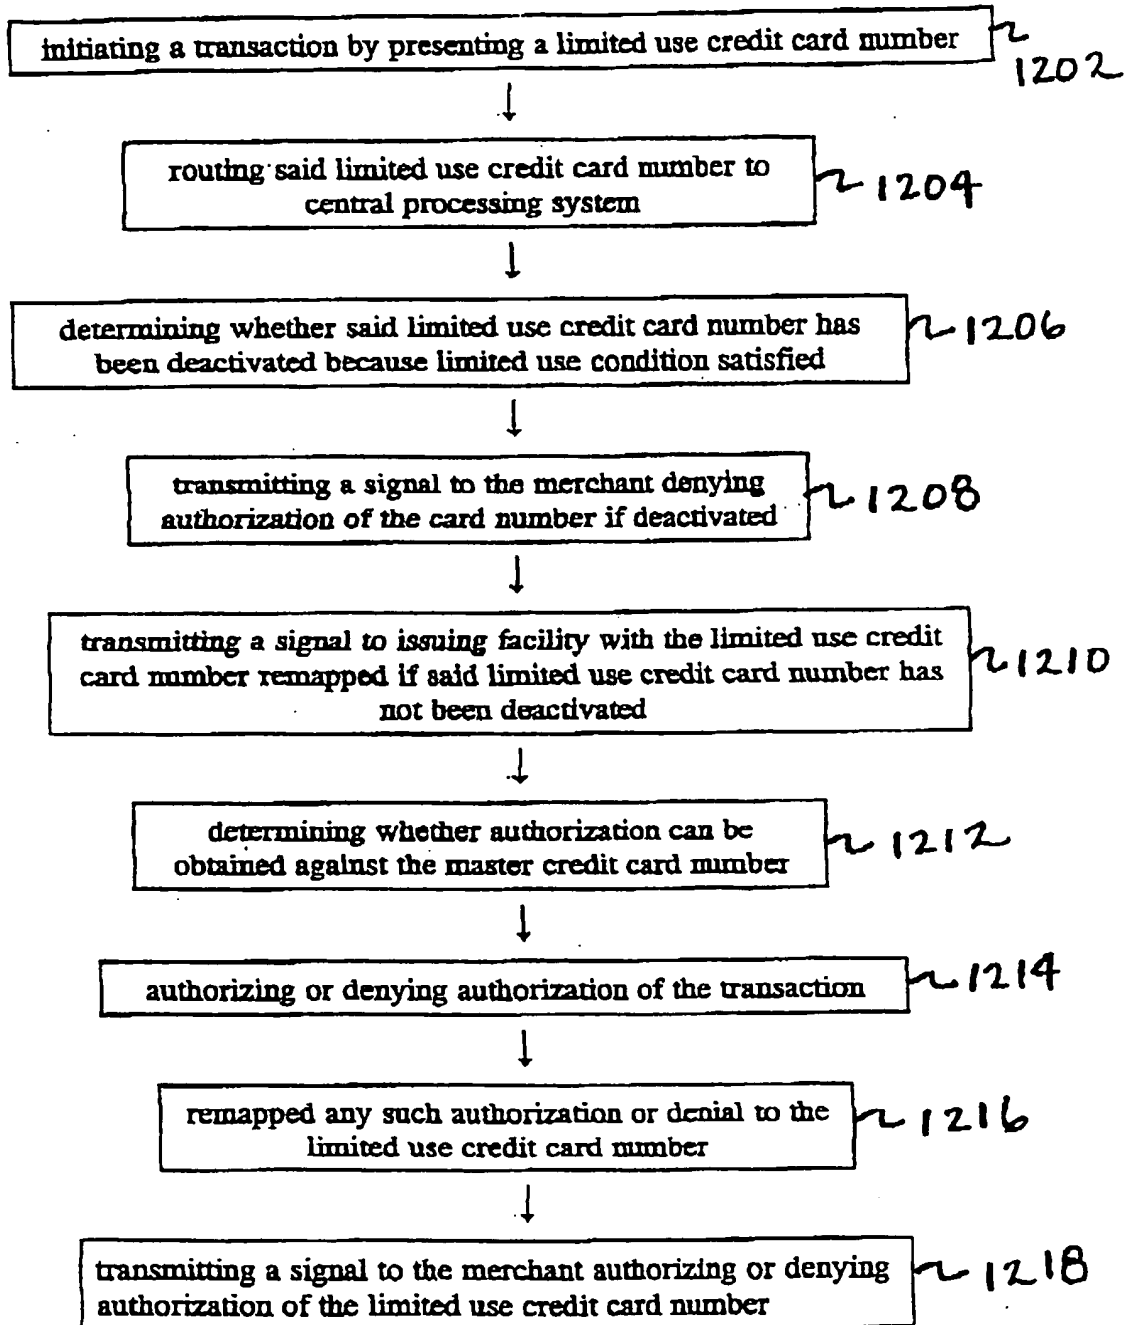 initiating a transaction by presenting a limited use credit card number
1202
routing said limited use credit card number to
central processing system
1204
determining whether said limited use credit card number has
been deactivated because limited use condition satisfied
1206
transmitting a signal to the merchant denying
authorization of the card number if deactivated
1208
transmitting a signal to issuing facility with the limited use credit
card number remapped if said limited use credit card number has
not been deactivated
1210
determining whether authorization can be
obtained against the master credit card number
1212
authorizing or denying authorization of the transaction
1214
remapped any such authorization or denial to the
limited use credit card number
1216
transmitting a signal to the merchant authorizing or denying
authorization of the limited use credit card number
1218